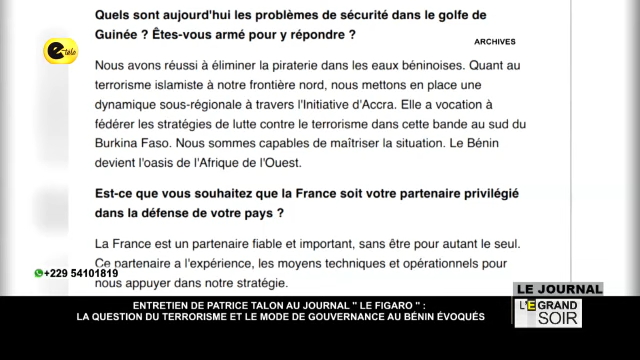 Quels sont aujourd'hui les problèmes de sécurité dans le golfe de
Guinée ? Êtes-vous armé pour y répondre ?
ARCHIVES
e-télé
Nous avons réussi à éliminer la piraterie dans les eaux béninoises. Quant au
terrorisme islamiste à notre frontière nord, nous mettons en place une
dynamique sous-régionale à travers l'Initiative d'Accra. Elle a vocation à
fédérer les stratégies de lutte contre le terrorisme dans cette bande au sud du
Burkina Faso. Nous sommes capables de maîtriser la situation. Le Bénin
devient l'oasis de l'Afrique de l'Ouest.
Est-ce que vous souhaitez que la France soit votre partenaire privilégié
dans la défense de votre pays ?
La France est un partenaire fiable et important, sans être pour autant le seul.
Ce partenaire a l'expérience, les moyens techniques et opérationnels pour
nous appuyer dans notre stratégie.
+229 54101819
LE JOURNAL
L'E GRAND
SOIR
ENTRETIEN DE PATRICE TALON AU JOURNAL " LE FIGARO " :
LA QUESTION DU TERRORISME ET LE MODE DE GOUVERNANCE AU BÉNIN ÉVOQUÉS